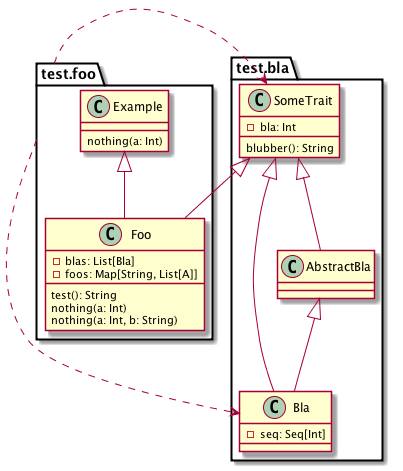 test.foo
C Example
nothing(a: Int)
C Foo
blas: List[Bla]
foos: Map[String, List[A]]
test(): String
nothing(a: Int)
nothing(a: Int, b: String)
test.bla
C SomeTrait
bla: Int
blubber(): String
C AbstractBla
C Bla
seq: Seq[Int]